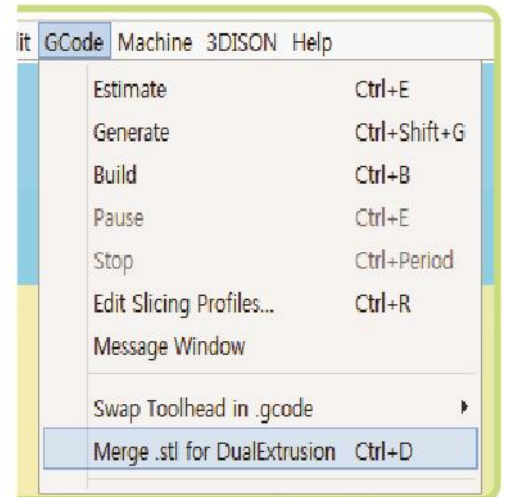 lit GCode Machine 3DISON Help
Estimate Ctrl+E
Generate Ctrl+Shift+G
Build Ctrl+B
Pause Ctrl+E
Stop Ctrl+Period
Edit Slicing Profiles... Ctrl+R
Message Window
Swap Toolhead in .gcode
Merge .stl for DualExtrusion Ctrl+D